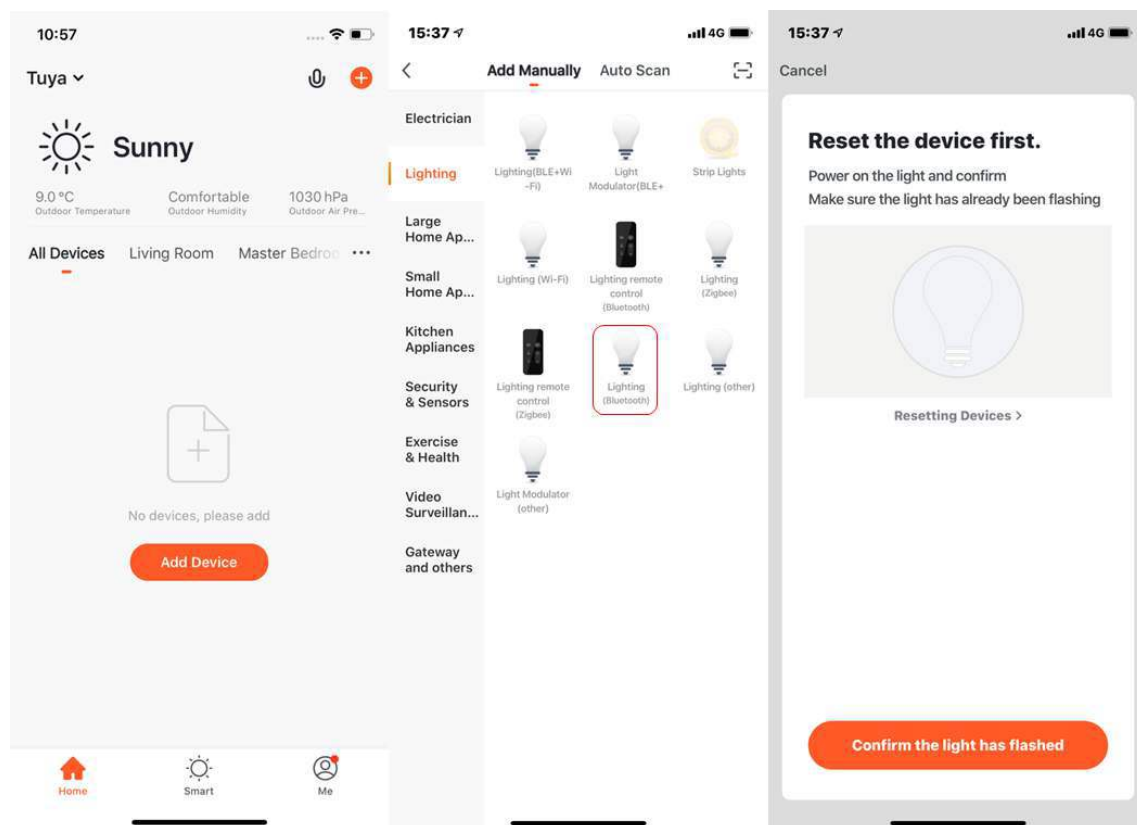 10:57
Tuya
Sunny
9.0 °C
Outdoor Temperature
Comfortable
Outdoor Humidity
1030 hPa
Outdoor Air Pre...
All Devices
Living Room
Master Bedroo
No devices, please add
Add Device
Home
Smart
Me
15:37
4G
Add Manually
Auto Scan
Electrician
Lighting
Large
Home Ap...
Small
Home Ap...
Kitchen
Appliances
Security
& Sensors
Exercise
& Health
Video
Surveillan...
Gateway
and others
Lighting(BLE+Wi
-Fi)
Light
Modulator(BLE+
Strip Lights
Lighting (Wi-Fi)
Lighting remote
control
(Bluetooth)
Lighting
(Zigbee)
Lighting remote
control
(Zigbee)
Lighting
(Bluetooth)
Lighting (other)
Light Modulator
(other)
15:37
4G
Cancel
Reset the device first.
Power on the light and confirm
Make sure the light has already been flashing
Resetting Devices >
Confirm the light has flashed